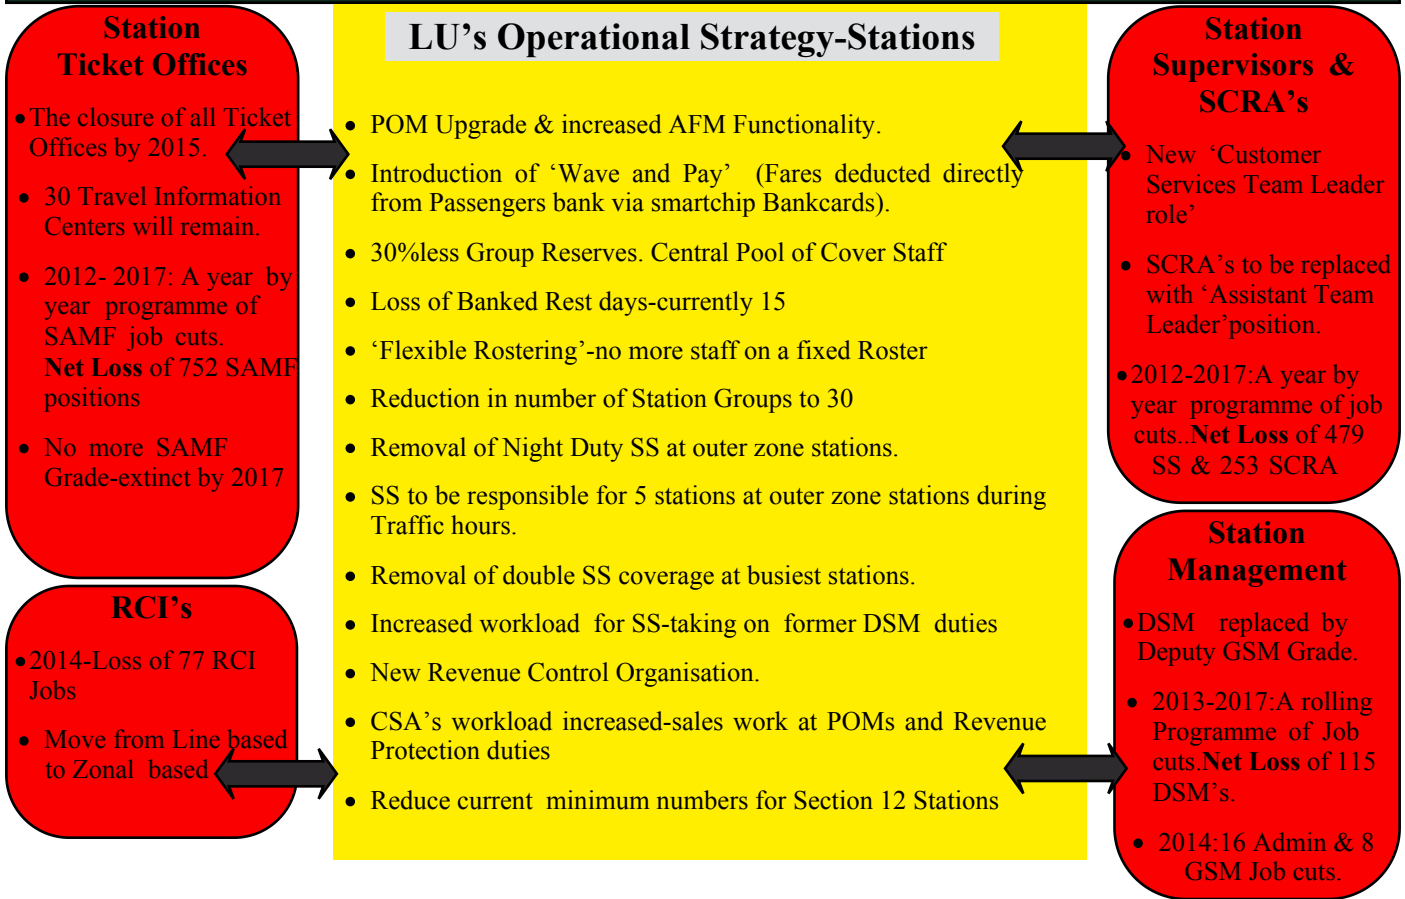 Station
Ticket Offices
•The closure of all Ticket
Offices by 2015.
• 30 Travel Information
Centers will remain.
• 2012- 2017: A year by
year programme of
SAMF job cuts.
Net Loss of 752 SAMF
positions
• No more SAMF
Grade-extinct by 2017
RCI's
•2014-Loss of 77 RCI
Jobs
• Move from Line based
to Zonal based
LU's Operational Strategy-Stations
• POM Upgrade & increased AFM Functionality.
• Introduction of ‘Wave and Pay’ (Fares deducted directly
from Passengers bank via smartchip Bankcards).
• 30%less Group Reserves. Central Pool of Cover Staff
• Loss of Banked Rest days-currently 15
• ‘Flexible Rostering’-no more staff on a fixed Roster
• Reduction in number of Station Groups to 30
• Removal of Night Duty SS at outer zone stations.
• SS to be responsible for 5 stations at outer zone stations during
Traffic hours.
• Removal of double SS coverage at busiest stations.
• Increased workload for SS-taking on former DSM duties
• New Revenue Control Organisation.
• CSA’s workload increased-sales work at POMs and Revenue
Protection duties
• Reduce current minimum numbers for Section 12 Stations
Station
Supervisors &
SCRA's
• New ‘Customer
Services Team Leader
role’
• SCRA’s to be replaced
with ‘Assistant Team
Leader’position.
•2012-2017:A year by
year programme of job
cuts..Net Loss of 479
SS & 253 SCRA
Station
Management
•DSM replaced by
Deputy GSM Grade.
• 2013-2017:A rolling
Programme of Job
cuts.Net Loss of 115
DSM’s.
• 2014:16 Admin & 8
GSM Job cuts.